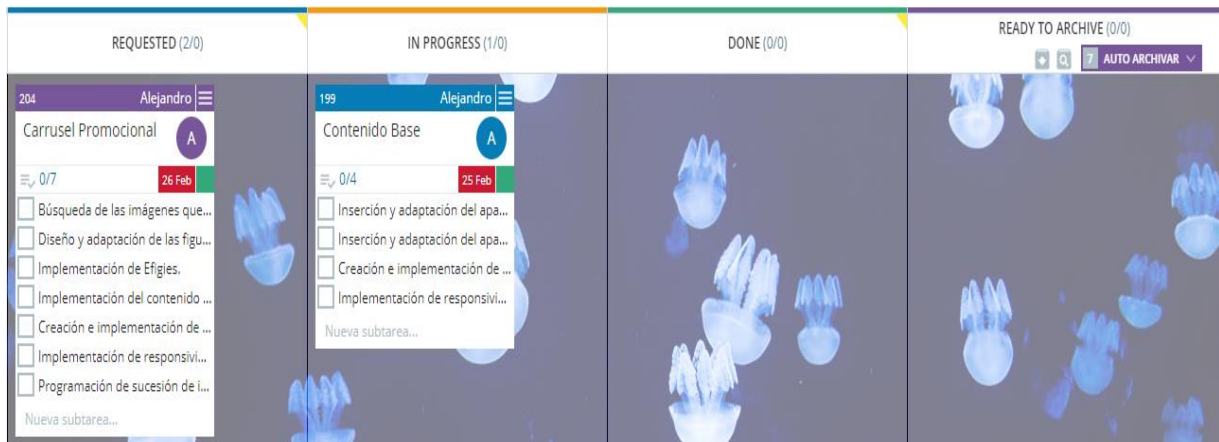 REQUESTED (2/0)
IN PROGRESS (1/0)
DONE (0/0)
READY TO ARCHIVE (0/0)
7 AUTO ARCHIVAR
204 Alejandro
Carrusel Promocional
A
0/7 26 Feb
Búsqueda de las imágenes que...
Diseño y adaptación de las figu...
Implementación de Efigies.
Implementación del contenido ...
Creación e implementación de ...
Implementación de responsivi...
Programación de sucesión de i...
Nueva subtarea...
199 Alejandro
Contenido Base
A
0/4 25 Feb
Inserción y adaptación del apa...
Inserción y adaptación del apa...
Creación e implementación de ...
Implementación de responsivi...
Nueva subtarea...